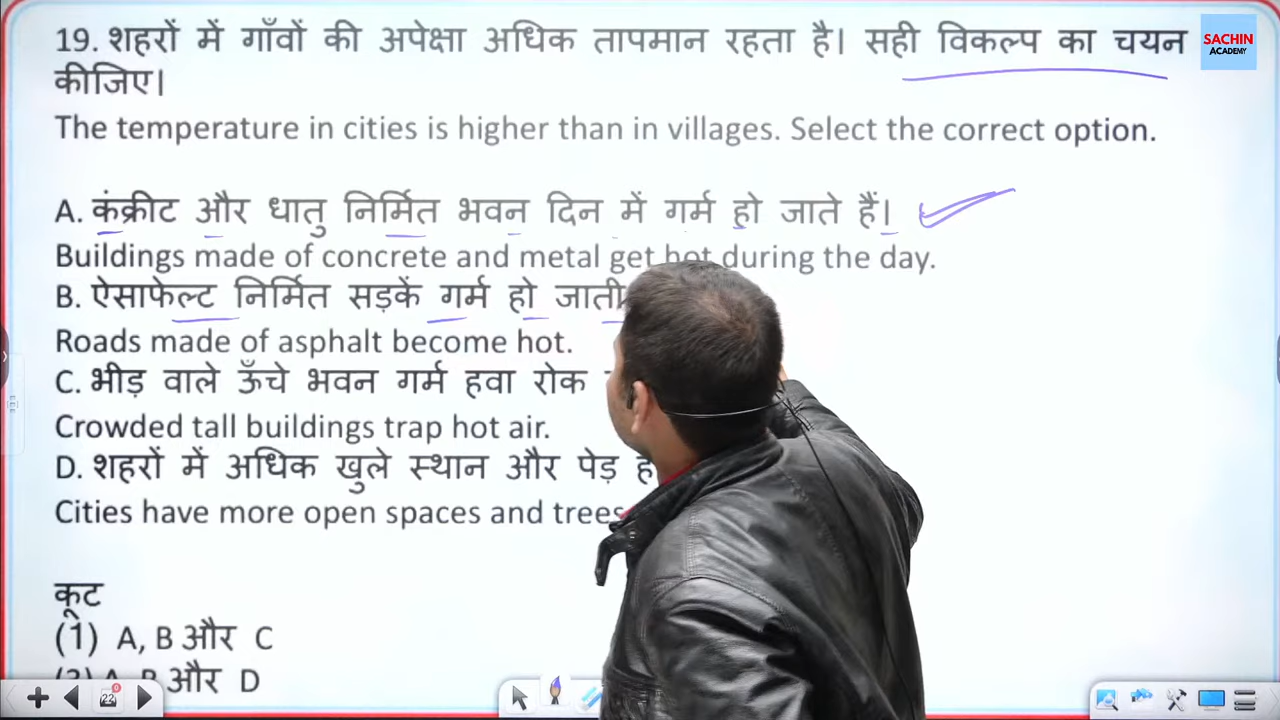 19. शहरों में गाँवों की अपेक्षा अधिक तापमान रहता है। सही विकल्प का चयन
कीजिए।
The temperature in cities is higher than in villages. Select the correct option.
A. कंक्रीट और धातु निर्मित भवन दिन में गर्म हो जाते हैं।
Buildings made of concrete and metal get hot during the day.
B. ऐसाफेल्ट निर्मित सड़कें गर्म हो जाती
Roads made of asphalt become hot.
C. भीड़ वाले ऊँचे भवन गर्म हवा रोक
Crowded tall buildings trap hot air.
D. शहरों में अधिक खुले स्थान और पेड़
Cities have more open spaces and trees
कूट
(1) A, B और C
और D
SACHIN
ACADEMY
22